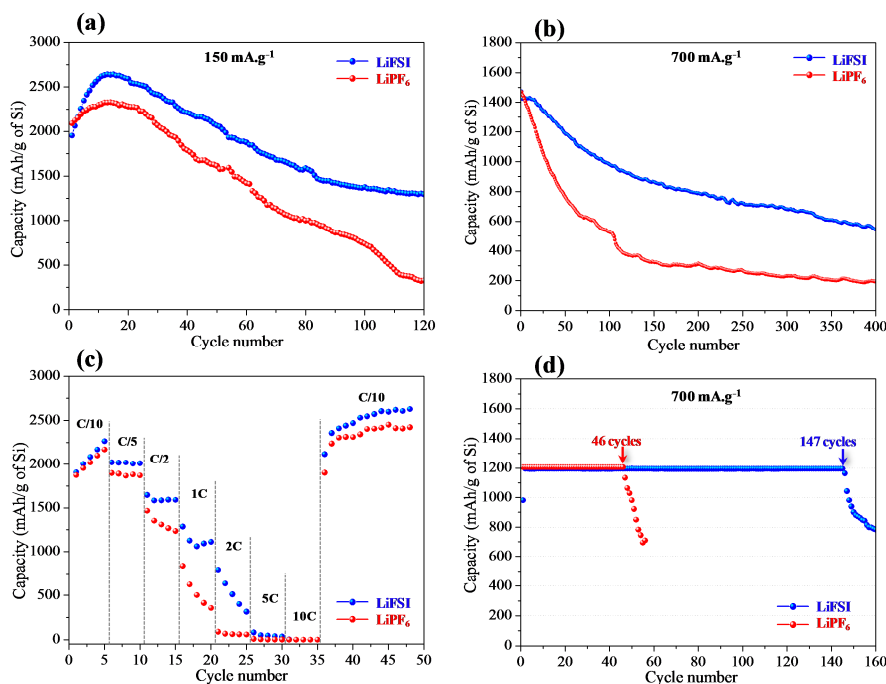 (a)
150 mA.g-1
LiFSI
LiPF6
Capacity (mAh/g of Si)
3000
2500
2000
1500
1000
500
0
0 20 40 60 80 100 120
Cycle number
(b)
700 mA.g-1
LiFSI
LiPF6
Capacity (mAh/g of Si)
1800
1600
1400
1200
1000
800
600
400
200
0
0 50 100 150 200 250 300 350 400
Cycle number
(c)
C/10
C/5
C/2
1C
2C
5C
10C
C/10
LiFSI
LiPF6
Capacity (mAh/g of Si)
3000
2500
2000
1500
1000
500
0
0 5 10 15 20 25 30 35 40 45 50
Cycle number
(d)
700 mA.g-1
46 cycles
147 cycles
LiFSI
LiPF6
Capacity (mAh/g of Si)
1800
1600
1400
1200
1000
800
600
400
200
0
0 20 40 60 80 100 120 140 160
Cycle number